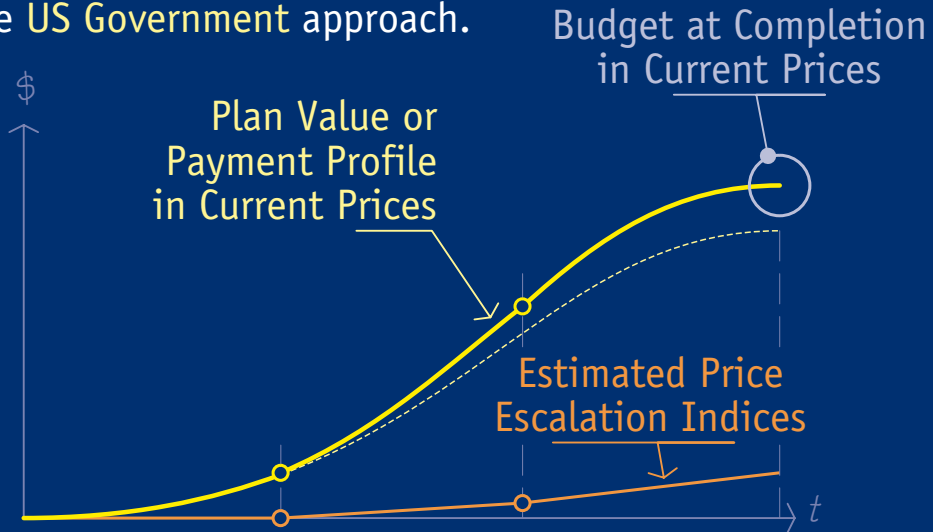 e US Government approach.
Budget at Completion
in Current Prices
$
Plan Value or
Payment Profile
in Current Prices
Estimated Price
Escalation Indices
t